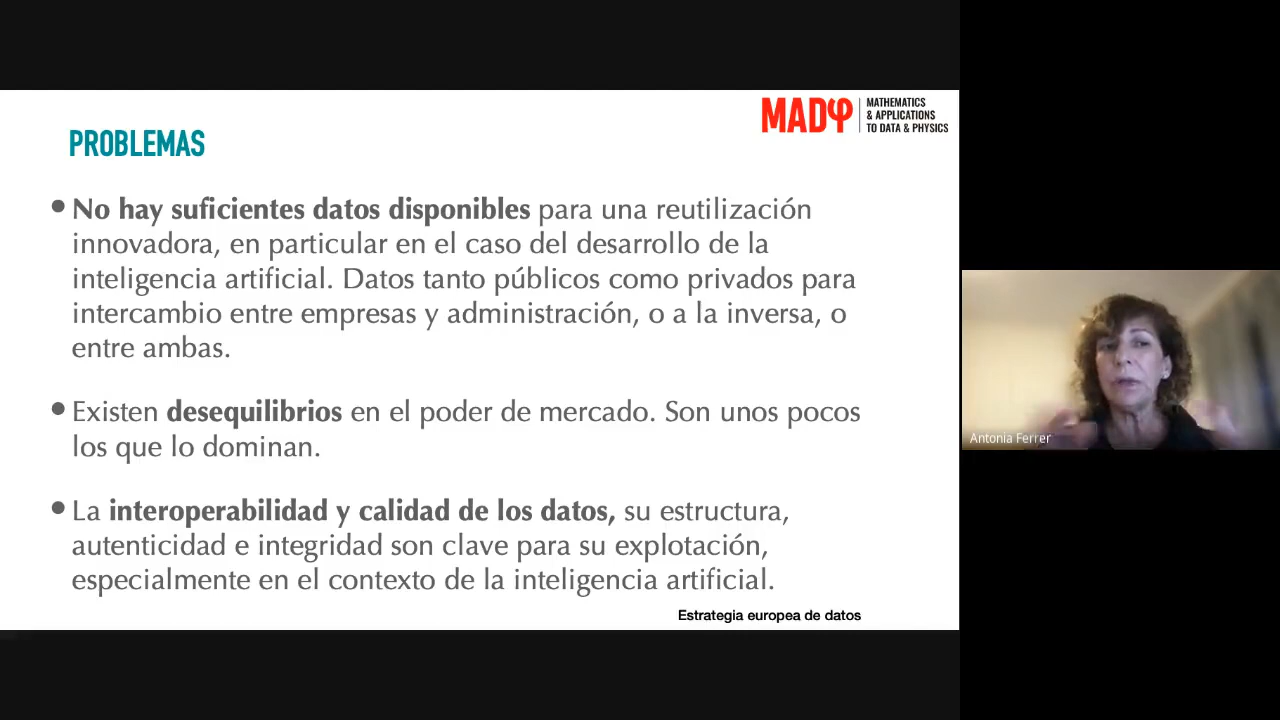 MADφ
MATHEMATICS
& APPLICATIONS
TO DATA & PHYSICS
PROBLEMAS
• No hay suficientes datos disponibles para una reutilización
innovadora, en particular en el caso del desarrollo de la
inteligencia artificial. Datos tanto públicos como privados para
intercambio entre empresas y administración, o a la inversa, o
entre ambas.
• Existen desequilibrios en el poder de mercado. Son unos pocos
los que lo dominan.
• La interoperabilidad y calidad de los datos, su estructura,
autenticidad e integridad son clave para su explotación,
especialmente en el contexto de la inteligencia artificial.
Estrategia europea de datos
Antonia Ferrer